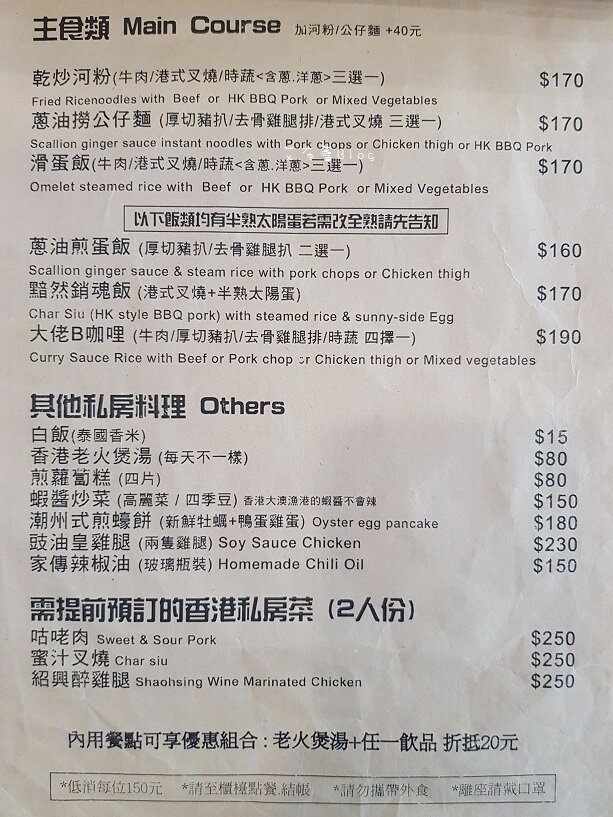 主食類 Main Course 加河粉/公仔麵 +40元
乾炒河粉(牛肉/港式叉燒/時蔬<含蔥.洋蔥>三選一) $170
Fried Ricenoodles with Beef or HK BBQ Pork or Mixed Vegetables
蔥油撈公仔麵 (厚切豬扒/去骨雞腿排/港式叉燒 三選一) $170
Scallion ginger sauce instant noodles with Pork chops or Chicken thigh or HK BBQ Pork
滑蛋飯(牛肉/港式叉燒/時蔬<含蔥.洋蔥>三選一) $170
Omelet steamed rice with Beef or HK BBQ Pork or Mixed Vegetables
以下飯類均有半熟太陽蛋若需改全熟請先告知
蔥油煎蛋飯 (厚切豬扒/去骨雞腿扒 二選一) $160
Scallion ginger sauce & steam rice with pork chops or Chicken thigh
黯然銷魂飯 (港式叉燒+半熟太陽蛋) $170
Char Siu (HK style BBQ pork) with steamed rice & sunny-side Egg
大佬B咖哩 (牛肉/厚切豬扒/去骨雞腿排/時蔬 四擇一) $190
Curry Sauce Rice with Beef or Pork chop or Chicken thigh or Mixed vegetables
其他私房料理 Others
白飯(泰國香米) $15
香港老火煲湯 (每天不一樣) $80
煎蘿蔔糕 (四片) $80
蝦醬炒菜 (高麗菜 / 四季豆) 香港大澳漁港的蝦醬不會辣 $150
潮州式煎蠔餅 (新鮮牡蠣+鴨蛋雞蛋) Oyster egg pancake $180
豉油皇雞腿 (兩隻雞腿) Soy Sauce Chicken $230
家傳辣椒油 (玻璃瓶裝) Homemade Chili Oil $150
需提前預訂的香港私房菜 (2人份)
咕咾肉 Sweet & Sour Pork $250
蜜汁叉燒 Char siu $250
紹興醉雞腿 Shaohsing Wine Marinated Chicken $250
內用餐點可享優惠組合 : 老火煲湯+任一飲品 折抵20元
*低消每位150元 *請至櫃檯點餐.結帳 *請勿攜帶外食 *離座請戴口罩